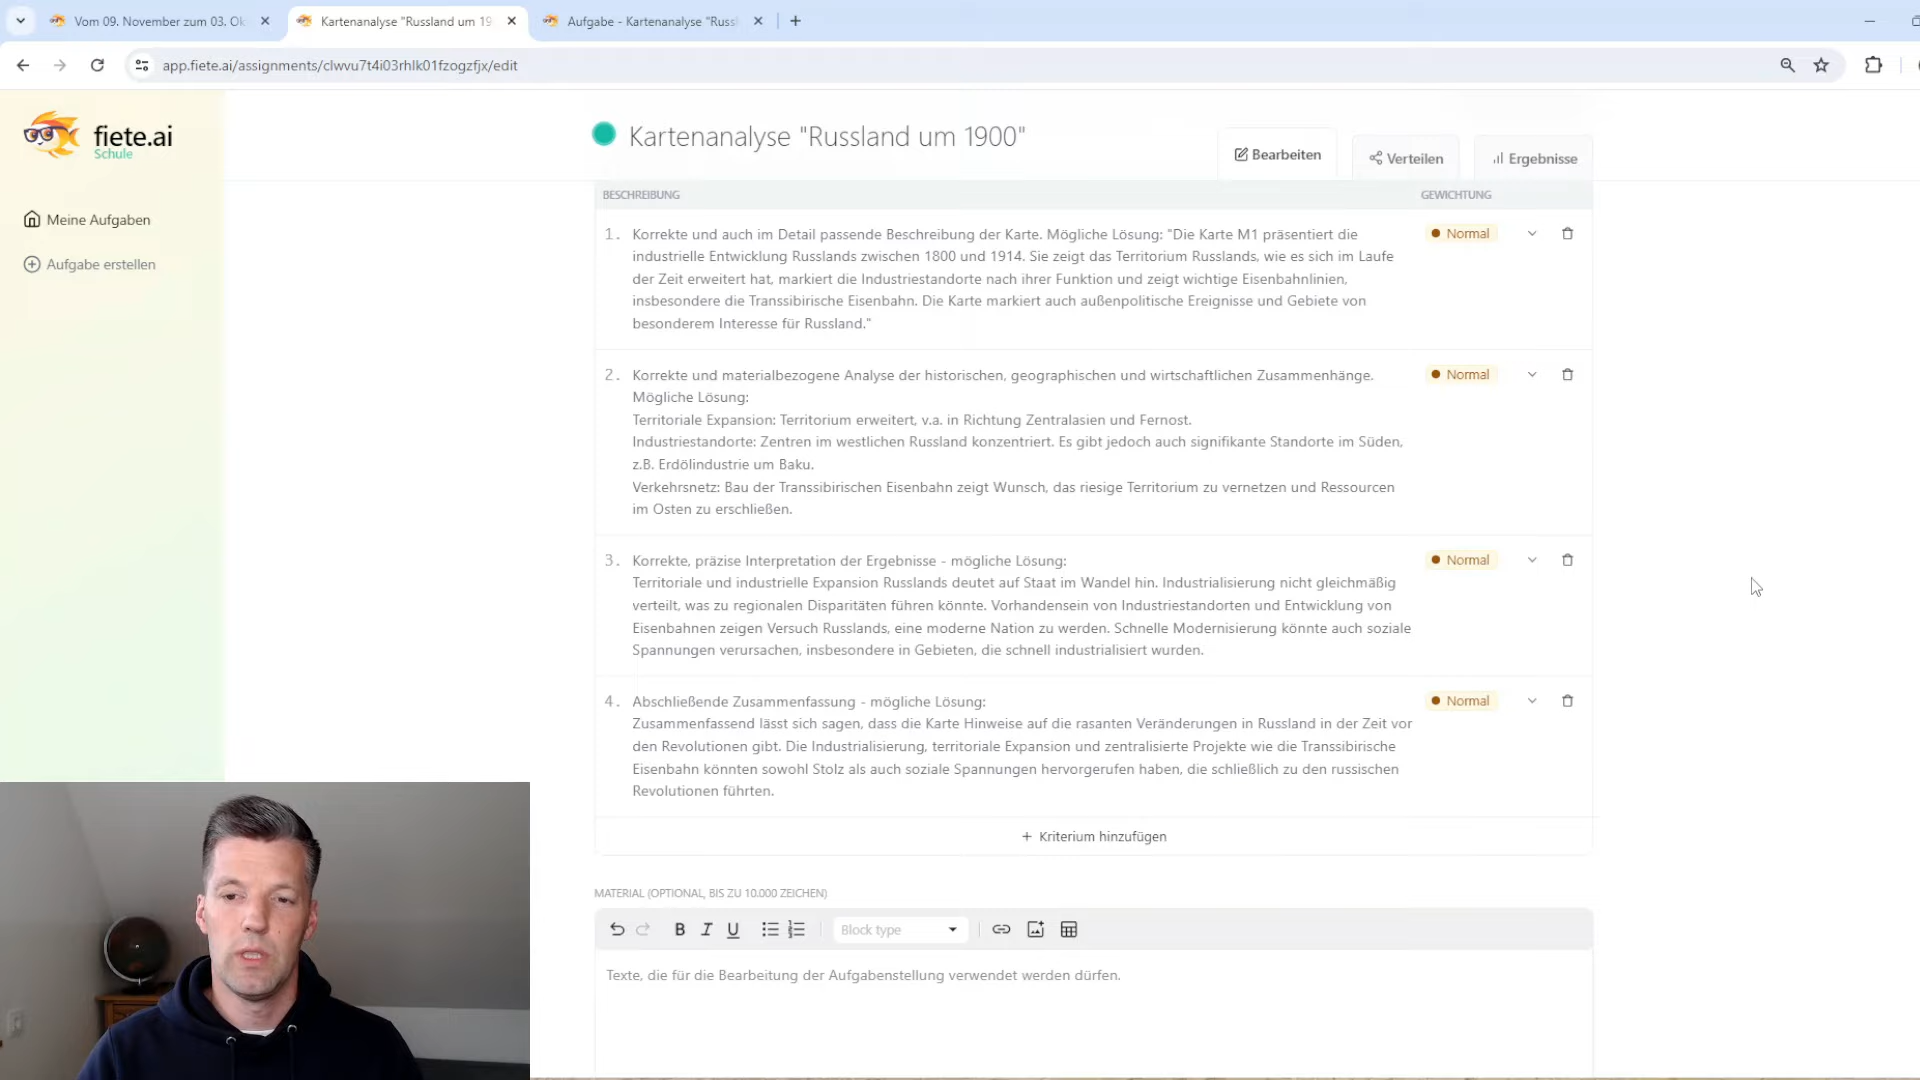 Vom 09. November zum 03. Ok
Kartenanalyse "Russland um 19
Aufgabe - Kartenanalyse "Russl
app.fiete.ai/assignments/clwvu7t4i03rhlk01fzogzfjx/edit
fiete.ai
Schule
Meine Aufgaben
Aufgabe erstellen
Kartenanalyse "Russland um 1900"
Bearbeiten
Verteilen
Ergebnisse
BESCHREIBUNG
GEWICHTUNG
1. Korrekte und auch im Detail passende Beschreibung der Karte. Mögliche Lösung: "Die Karte M1 präsentiert die
industrielle Entwicklung Russlands zwischen 1800 und 1914. Sie zeigt das Territorium Russlands, wie es sich im Laufe
der Zeit erweitert hat, markiert die Industriestandorte nach ihrer Funktion und zeigt wichtige Eisenbahnlinien,
insbesondere die Transsibirische Eisenbahn. Die Karte markiert auch außenpolitische Ereignisse und Gebiete von
besonderem Interesse für Russland."
Normal
2. Korrekte und materialbezogene Analyse der historischen, geographischen und wirtschaftlichen Zusammenhänge.
Mögliche Lösung:
Territoriale Expansion: Territorium erweitert, v.a. in Richtung Zentralasien und Fernost.
Industriestandorte: Zentren im westlichen Russland konzentriert. Es gibt jedoch auch signifikante Standorte im Süden,
z.B. Erdölindustrie um Baku.
Verkehrsnetz: Bau der Transsibirischen Eisenbahn zeigt Wunsch, das riesige Territorium zu vernetzen und Ressourcen
im Osten zu erschließen.
Normal
3. Korrekte, präzise Interpretation der Ergebnisse - mögliche Lösung:
Territoriale und industrielle Expansion Russlands deutet auf Staat im Wandel hin. Industrialisierung nicht gleichmäßig
verteilt, was zu regionalen Disparitäten führen könnte. Vorhandensein von Industriestandorten und Entwicklung von
Eisenbahnen zeigen Versuch Russlands, eine moderne Nation zu werden. Schnelle Modernisierung könnte auch soziale
Spannungen verursachen, insbesondere in Gebieten, die schnell industrialisiert wurden.
Normal
4. Abschließende Zusammenfassung - mögliche Lösung:
Zusammenfassend lässt sich sagen, dass die Karte Hinweise auf die rasanten Veränderungen in Russland in der Zeit vor
den Revolutionen gibt. Die Industrialisierung, territoriale Expansion und zentralisierte Projekte wie die Transsibirische
Eisenbahn könnten sowohl Stolz als auch soziale Spannungen hervorgerufen haben, die schließlich zu den russischen
Revolutionen führten.
Normal
+ Kriterium hinzufügen
MATERIAL (OPTIONAL, BIS ZU 10.000 ZEICHEN)
B I U
Block type
Texte, die für die Bearbeitung der Aufgabenstellung verwendet werden dürfen.